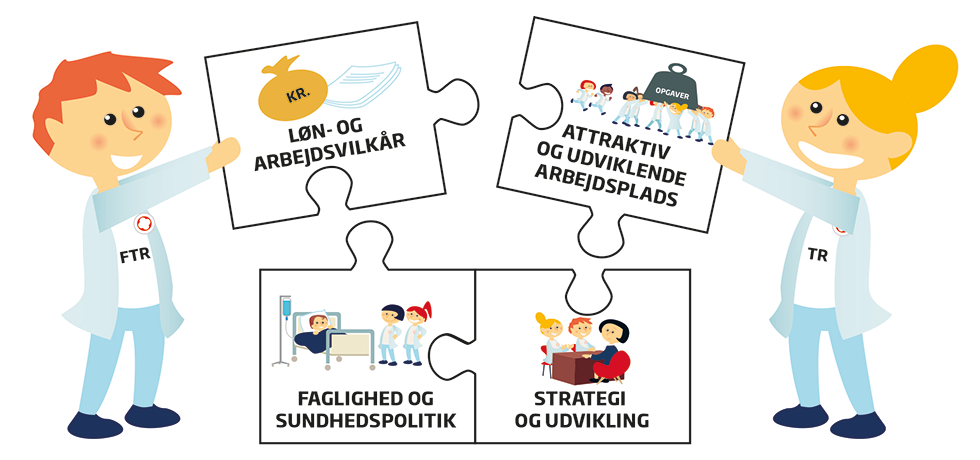 KR.
LØN- OG
ARBEJDSVILKÅR
OPGAVER
ATTRAKTIV
OG UDVIKLENDE
ARBEJDSPLADS
FTR
TR
FAGLIGHED OG
SUNDHEDSPOLITIK
STRATEGI
OG UDVIKLING